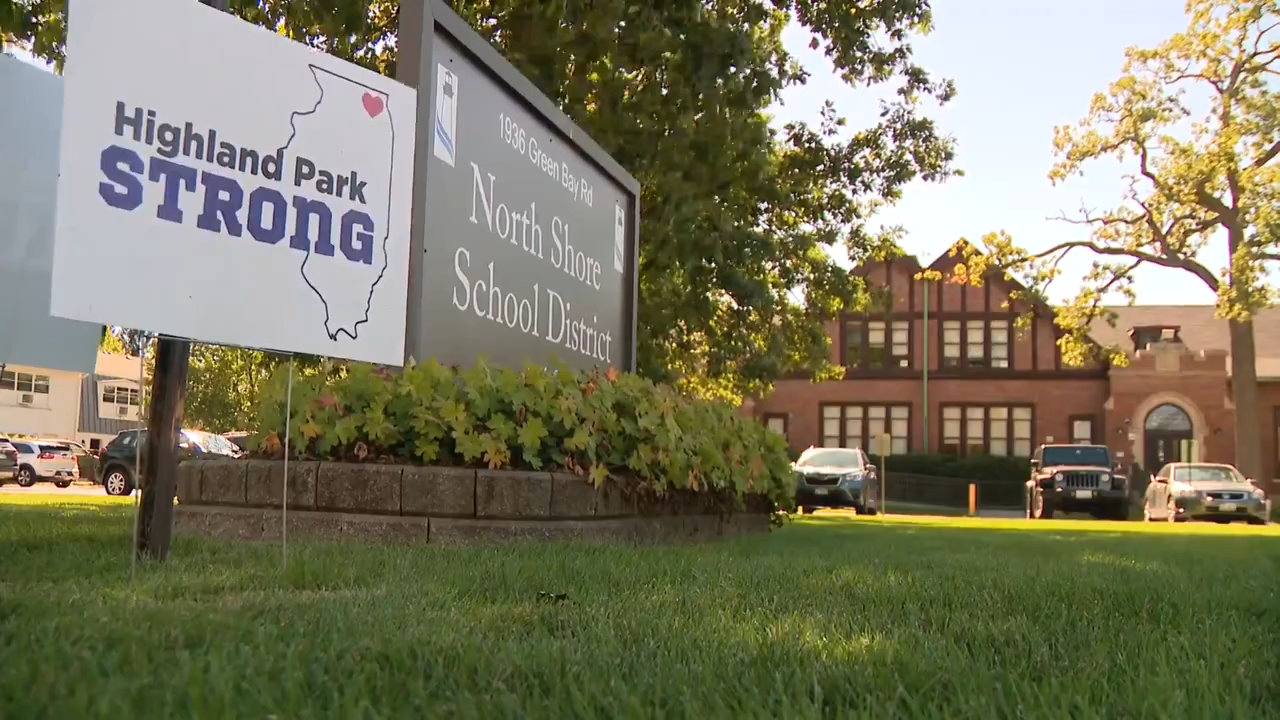 Highland Park
STRONG
1936 Green Bay Rd
North Shore
School District